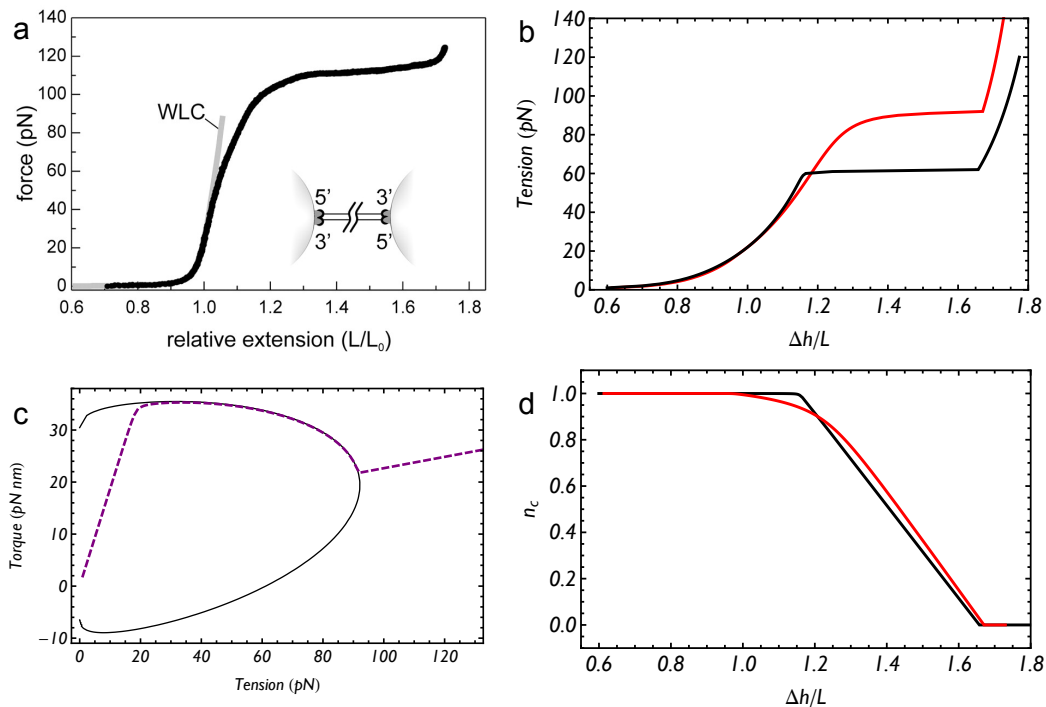 a
force (pN)
140
120
100
80
60
40
20
0
WLC
5' 3'
3' 5'
0.6 0.8 1.0 1.2 1.4 1.6 1.8
relative extension (L/L₀)
b
Tension (pN)
140
120
100
80
60
40
20
0
0.6 0.8 1.0 1.2 1.4 1.6 1.8
Δh/L
c
Torque (pN nm)
30
20
10
0
−10
0 20 40 60 80 100 120
Tension (pN)
d
n_c
1.0
0.8
0.6
0.4
0.2
0.0
0.6 0.8 1.0 1.2 1.4 1.6 1.8
Δh/L